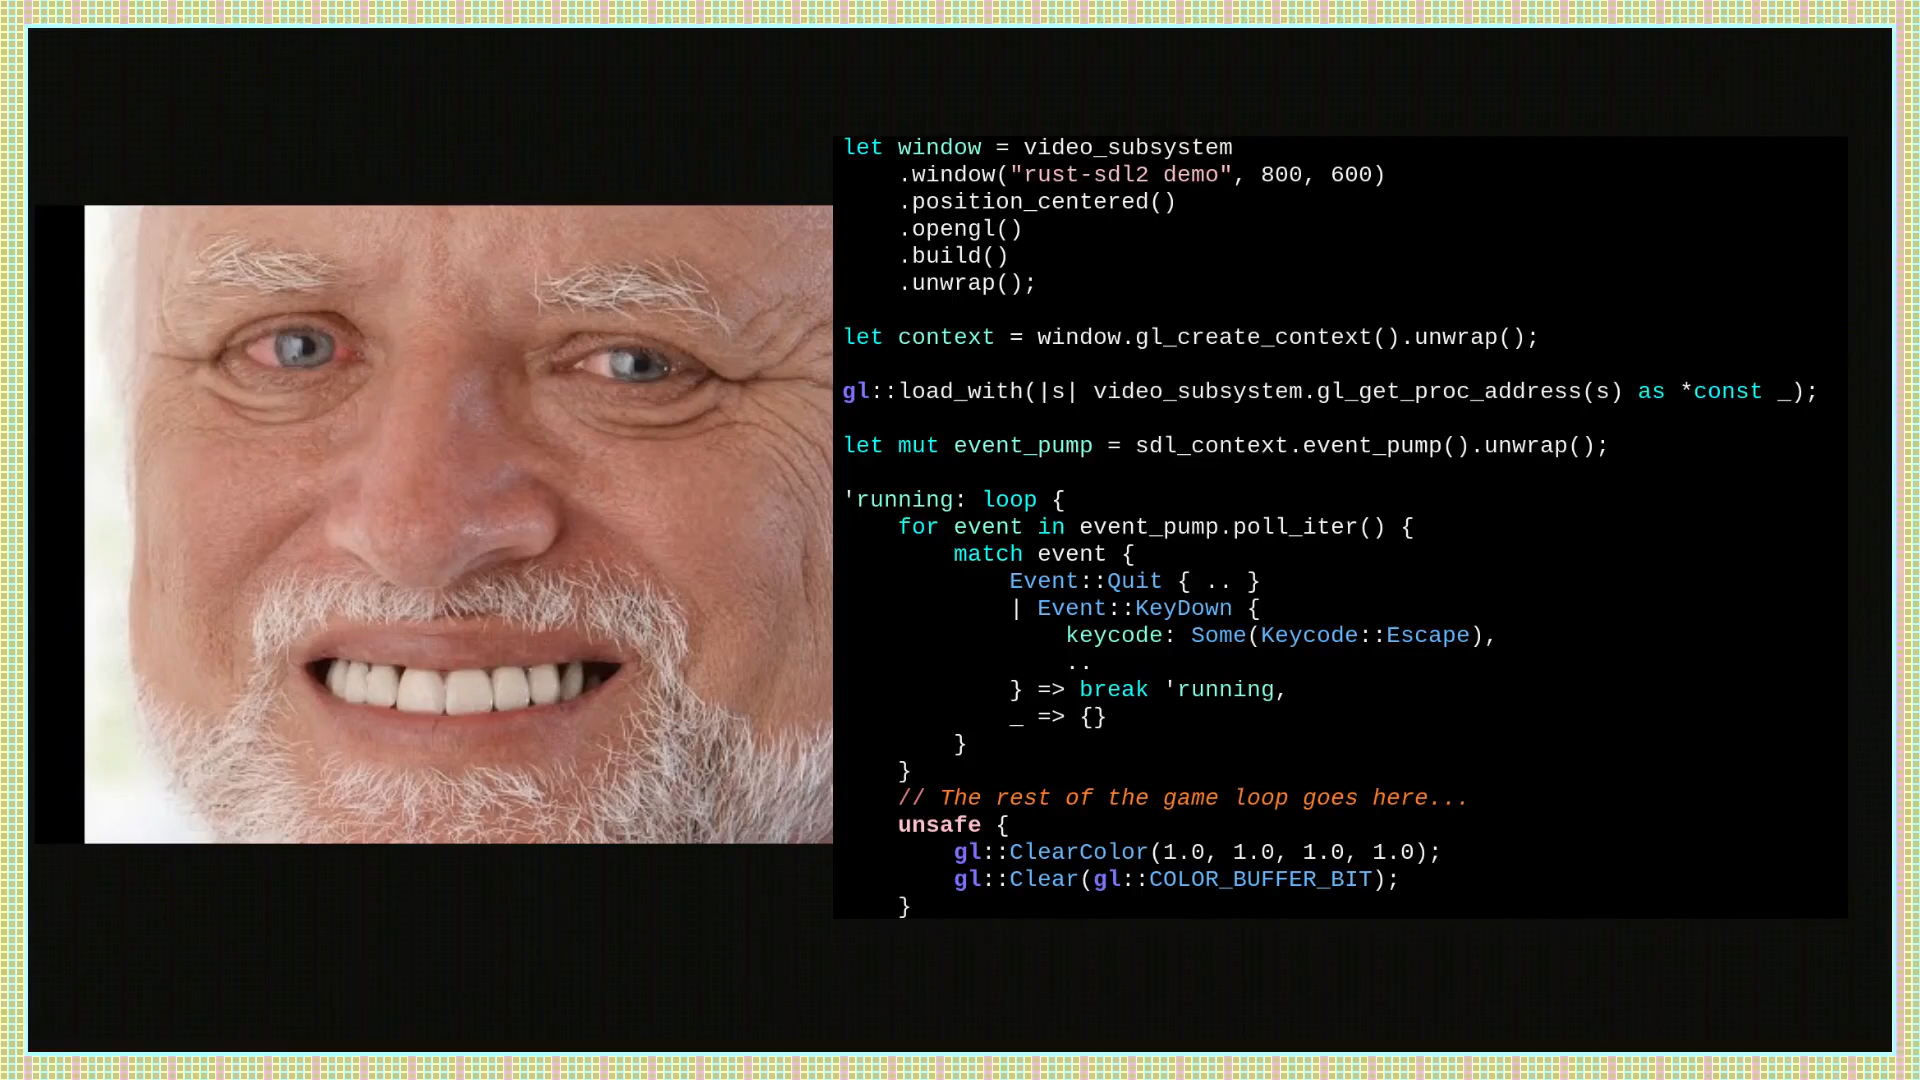 let window = video_subsystem
    .window("rust-sdl2 demo", 800, 600)
    .position_centered()
    .opengl()
    .build()
    .unwrap();

let context = window.gl_create_context().unwrap();

gl::load_with(|s| video_subsystem.gl_get_proc_address(s) as *const _);

let mut event_pump = sdl_context.event_pump().unwrap();

'running: loop {
    for event in event_pump.poll_iter() {
        match event {
            Event::Quit { .. }
            | Event::KeyDown {
                keycode: Some(Keycode::Escape),
                ..
            } => break 'running,
            _ => {}
        }
    }
    // The rest of the game loop goes here...
    unsafe {
        gl::ClearColor(1.0, 1.0, 1.0, 1.0);
        gl::Clear(gl::COLOR_BUFFER_BIT);
    }